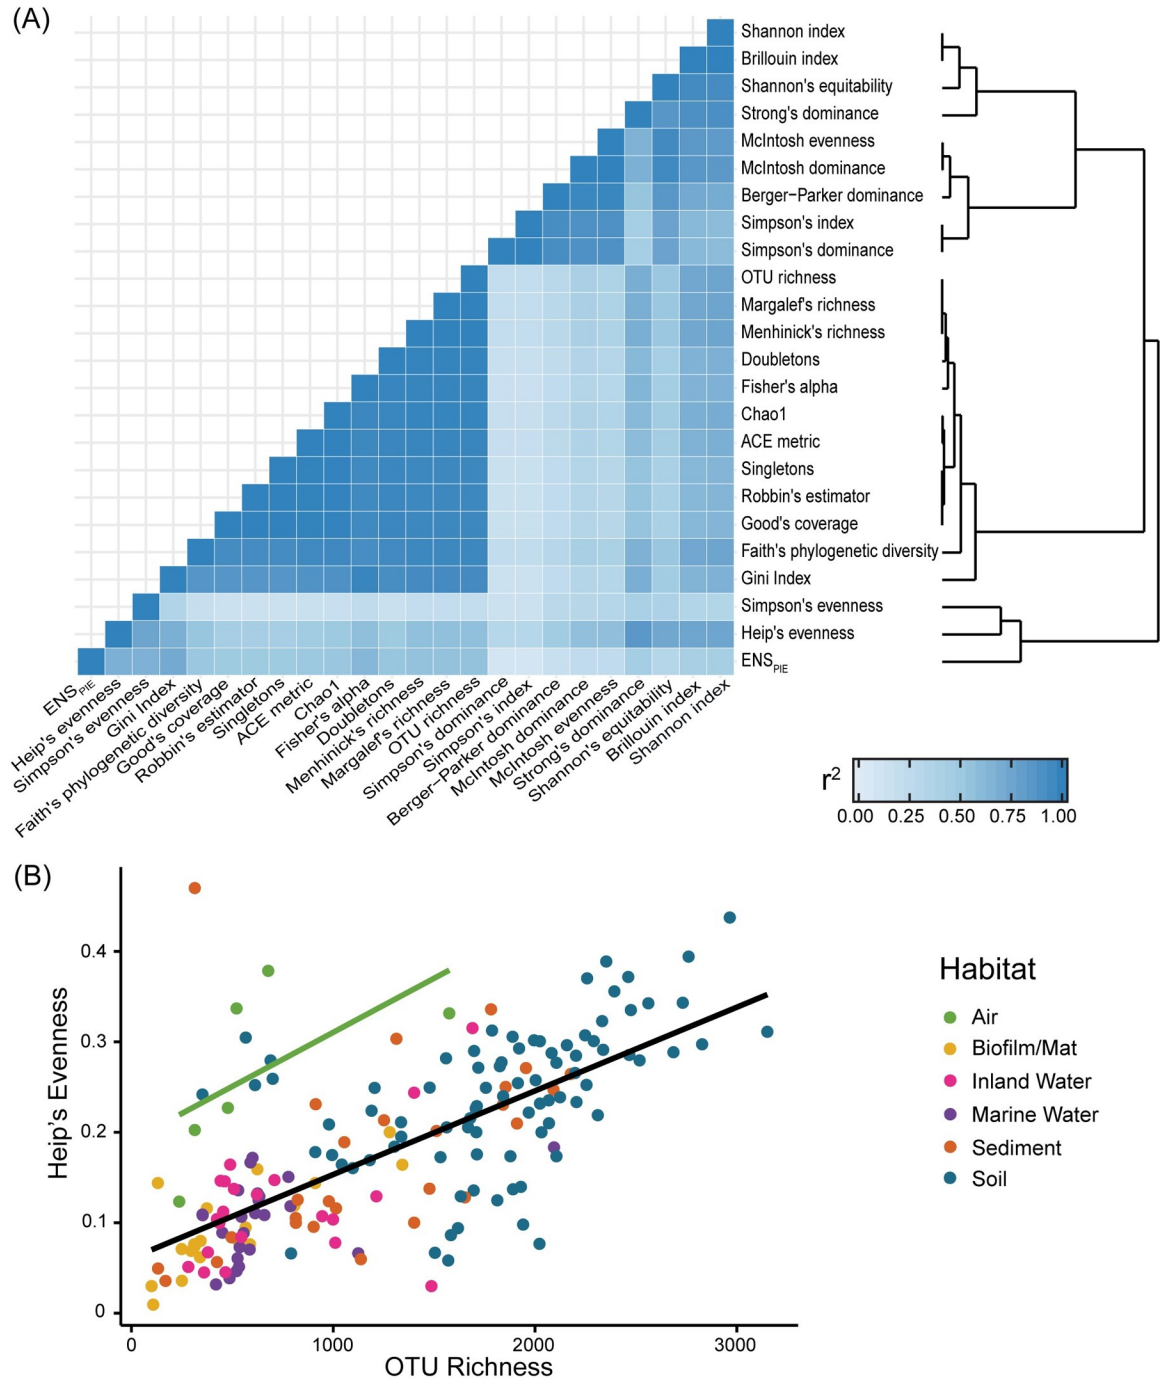 (A)
Shannon index
Brillouin index
Shannon's equitability
Strong's dominance
McIntosh evenness
McIntosh dominance
Berger−Parker dominance
Simpson's index
Simpson's dominance
OTU richness
Margalef's richness
Menhinick's richness
Doubletons
Fisher's alpha
Chao1
ACE metric
Singletons
Robbin's estimator
Good's coverage
Faith's phylogenetic diversity
Gini Index
Simpson's evenness
Heip's evenness
ENSPIE
ENSPIE
Heip's evenness
Simpson's evenness
Gini Index
Faith's phylogenetic diversity
Good's coverage
Robbin's estimator
Singletons
ACE metric
Chao1
Fisher's alpha
Doubletons
Menhinick's richness
Margalef's richness
OTU richness
Simpson's dominance
Simpson's index
Berger−Parker dominance
McIntosh dominance
McIntosh evenness
Strong's dominance
Shannon's equitability
Brillouin index
Shannon index
r2
0.00 0.25 0.50 0.75 1.00
(B)
Heip's Evenness
0.4
0.3
0.2
0.1
0
0 1000 2000 3000
OTU Richness
Habitat
Air
Biofilm/Mat
Inland Water
Marine Water
Sediment
Soil